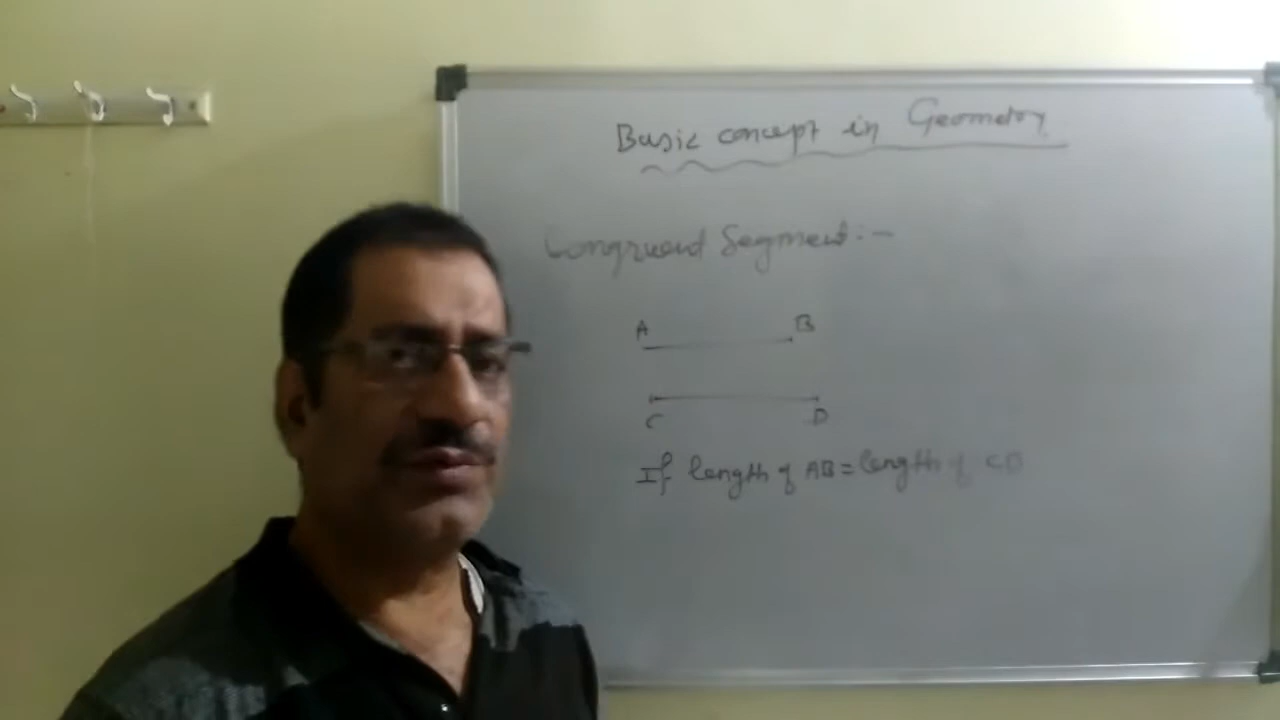 Basic concept in Geometry
Congruent Segment:-
A B
C D
If length of AB = length of CD